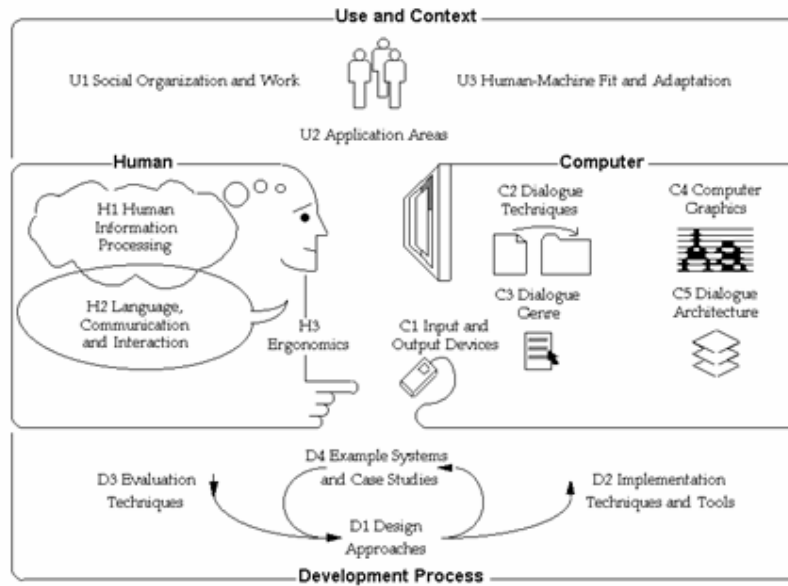 Use and Context
U1 Social Organization and Work
U3 Human-Machine Fit and Adaptation
U2 Application Areas
Human
H1 Human
Information
Processing
H2 Language,
Communication
and Interaction
H3
Ergonomics
Computer
C2 Dialogue
Techniques
C4 Computer
Graphics
Aa
C3 Dialogue
Genre
C5 Dialogue
Architecture
C1 Input and
Output Devices
D4 Example Systems
and Case Studies
D3 Evaluation
Techniques
D2 Implementation
Techniques and Tools
D1 Design
Approaches
Development Process